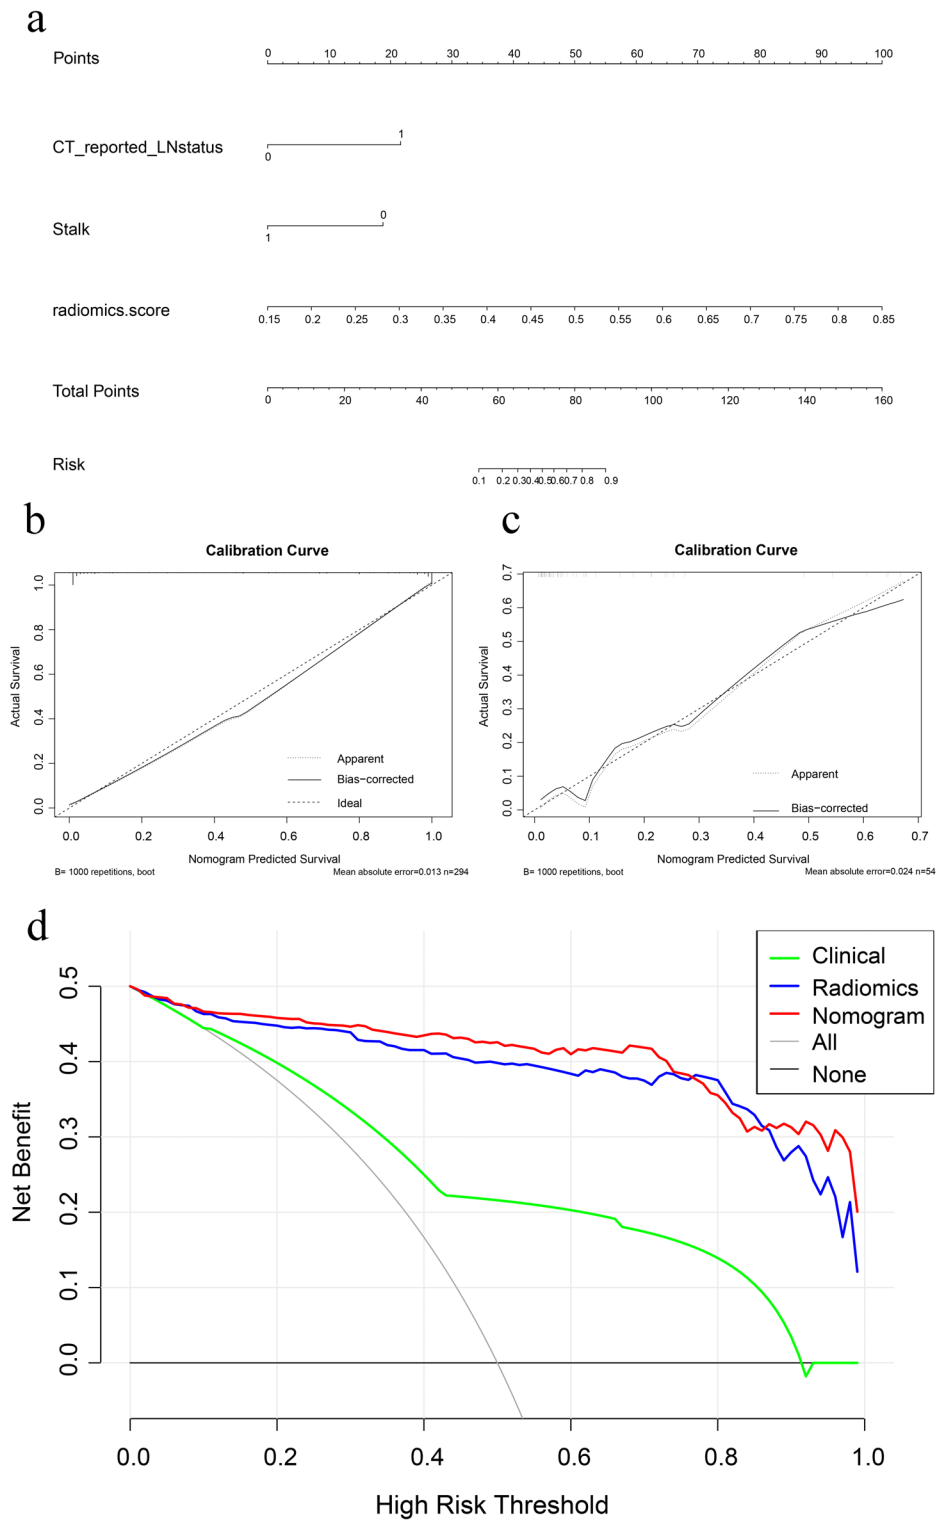 a
Points
0 10 20 30 40 50 60 70 80 90 100
CT_reported_LNstatus
1
0
Stalk
0
1
radiomics.score
0.15 0.2 0.25 0.3 0.35 0.4 0.45 0.5 0.55 0.6 0.65 0.7 0.75 0.8 0.85
Total Points
0 20 40 60 80 100 120 140 160
Risk
0.1 0.2 0.3 0.4 0.5 0.6 0.7 0.8 0.9
b
Calibration Curve
1.0
0.8
0.6
0.4
0.2
0.0
Actual Survival
Apparent
Bias−corrected
Ideal
0.0 0.2 0.4 0.6 0.8 1.0
Nomogram Predicted Survival
B= 1000 repetitions, boot
Mean absolute error=0.013 n=294
c
Calibration Curve
0.7
0.6
0.5
0.4
0.3
0.2
0.1
0.0
Actual Survival
Apparent
Bias−corrected
0.0 0.1 0.2 0.3 0.4 0.5 0.6 0.7
Nomogram Predicted Survival
B= 1000 repetitions, boot
Mean absolute error=0.024 n=54
d
Clinical
Radiomics
Nomogram
All
None
0.5
0.4
0.3
0.2
0.1
0.0
Net Benefit
0.0 0.2 0.4 0.6 0.8 1.0
High Risk Threshold